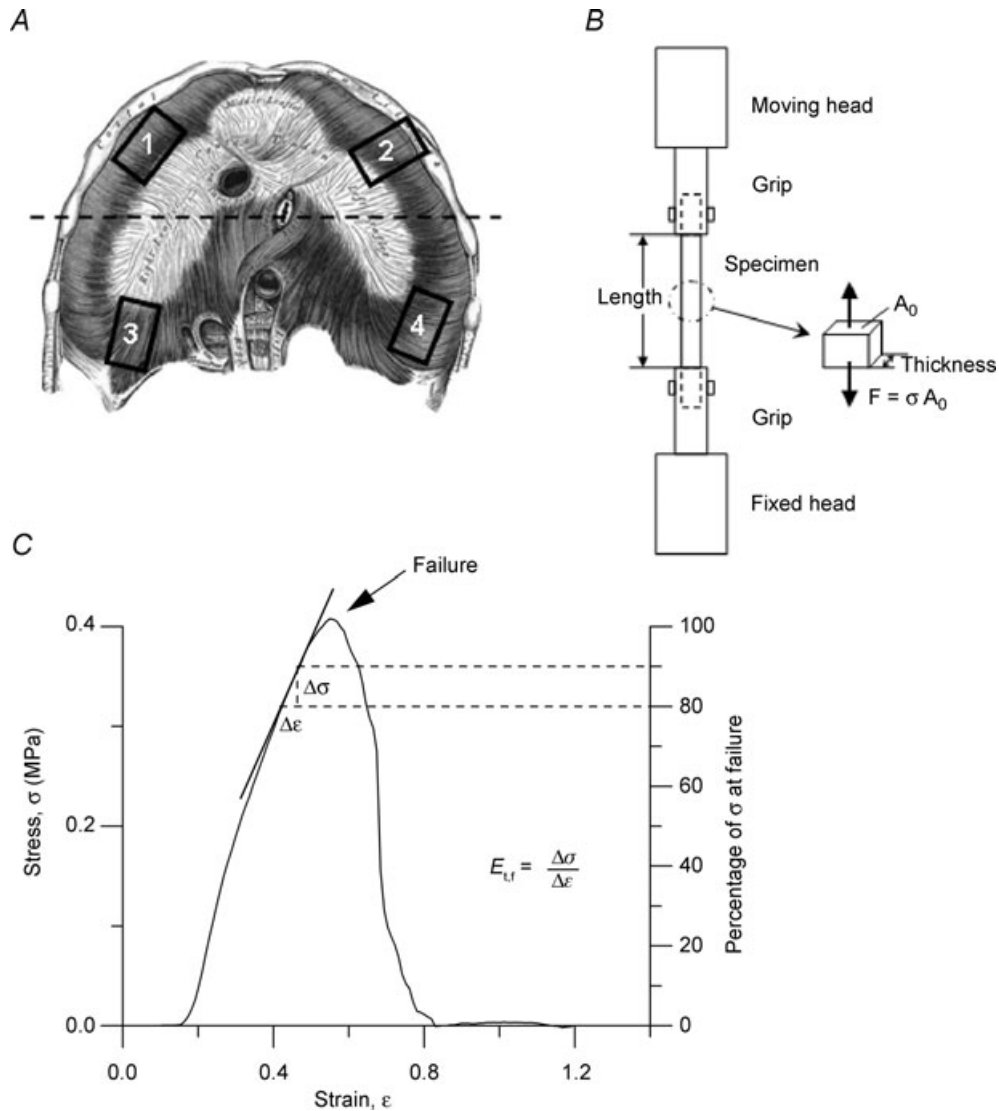 A
1
2
3
4
B
Moving head
Grip
Specimen
Length
A0
Thickness
F = σ A0
Grip
Fixed head
C
Failure
Δσ
Δε
Et,f = Δσ/Δε
0.4
0.2
0.0
Stress, σ (MPa)
100
80
60
40
20
0
Percentage of σ at failure
0.0 0.4 0.8 1.2
Strain, ε